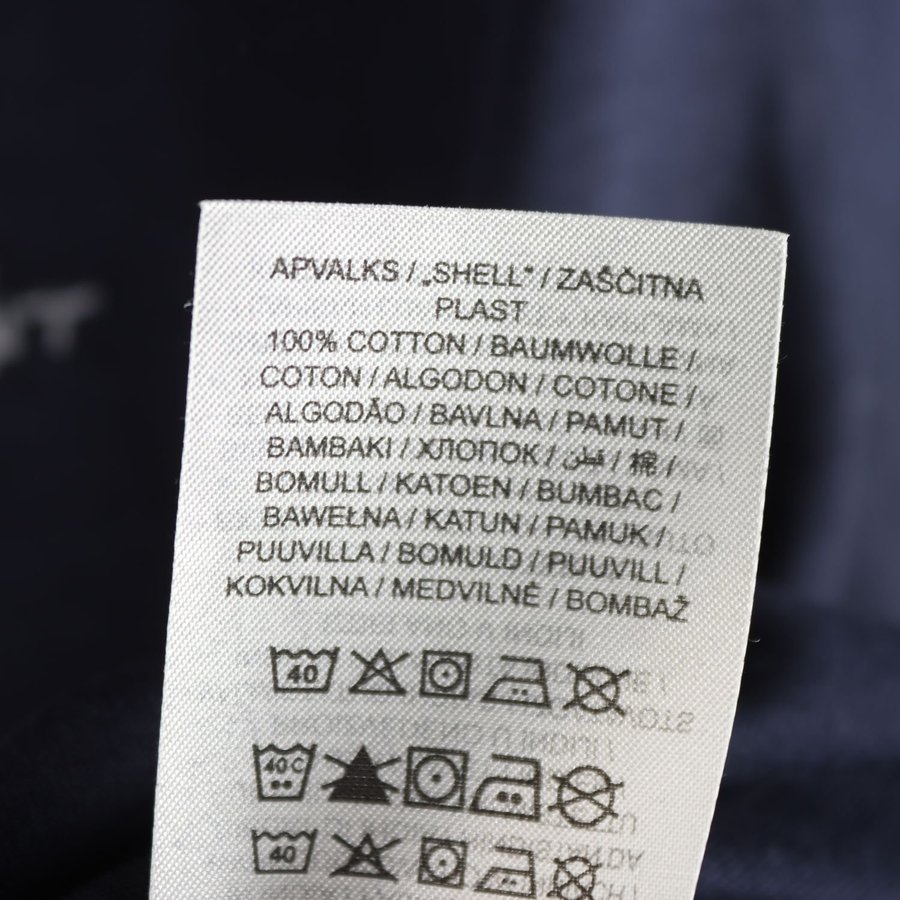 APVALKS / „SHELL“ / ZAŠČITNA
PLAST
100% COTTON / BAUMWOLLE /
COTON / ALGODON / COTONE /
ALGODÃO / BAVLNA / PAMUT /
BAMBAKI / ХЛОПОК / قطن / 棉 /
BOMULL / KATOEN / BUMBAC /
BAWEŁNA / KATUN / PAMUK /
PUUVILLA / BOMULD / PUUVILL /
KOKVILNA / MEDVILNĖ / BOMBAŽ
40
40 C
40